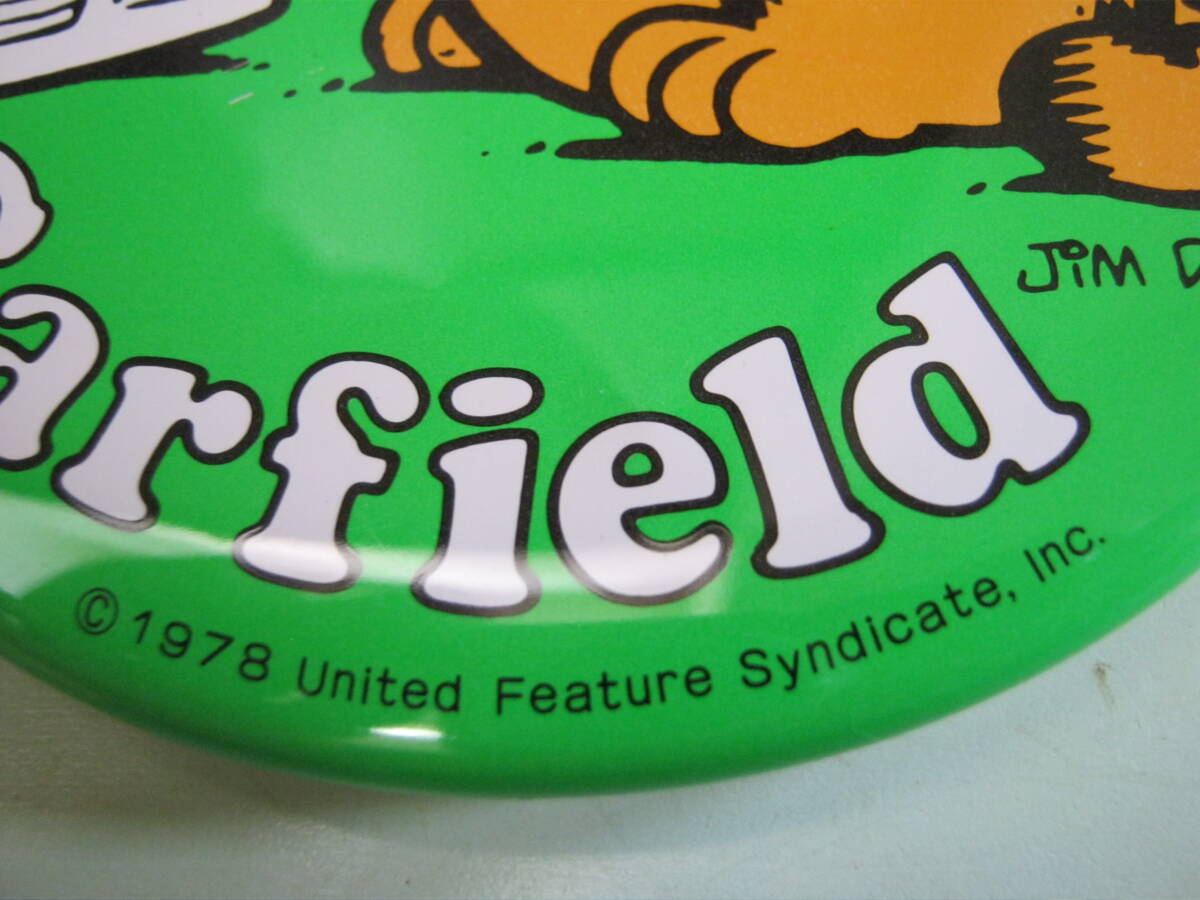 JiM D
arfield
©1978 United Feature Syndicate, Inc.